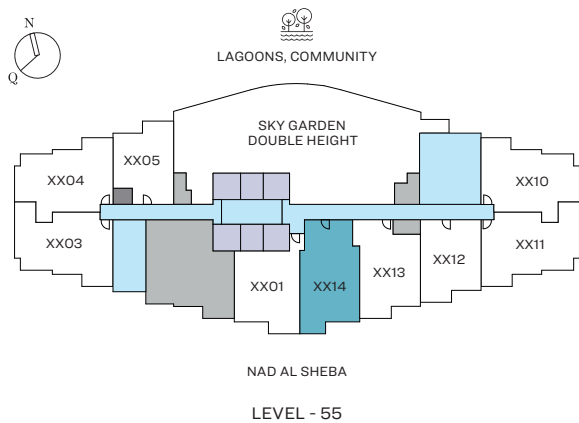 N
Q
LAGOONS, COMMUNITY
SKY GARDEN
DOUBLE HEIGHT
XX05
XX04
XX10
XX03
XX11
XX12
XX13
XX01
XX14
NAD AL SHEBA
LEVEL - 55